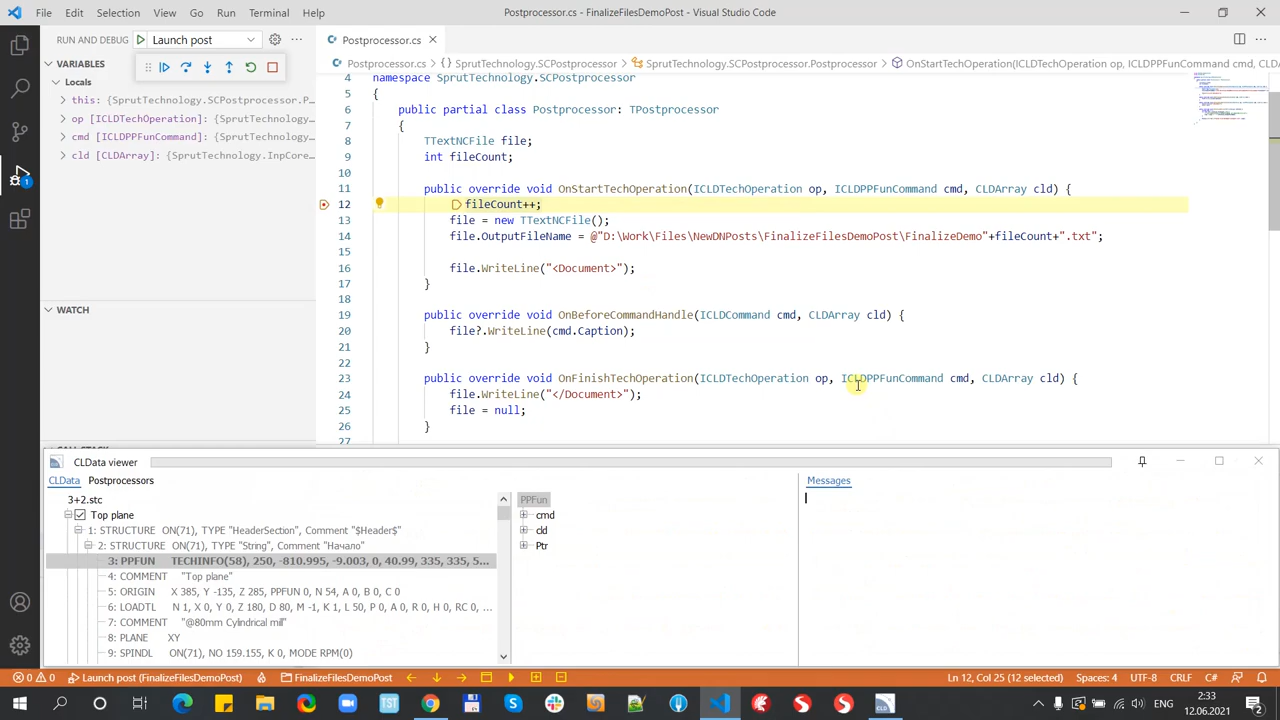 File Edit ··· Postprocessor.cs - FinalizeFilesDemoPost - Visual Studio Code
RUN AND DEBUG Launch post
Postprocessor.cs
VARIABLES
Locals
this: {SprutTechnology.SCPostprocessor.P…
op [ICLDTechOperation]: {SprutTechnology…
cmd [ICLDPPFunCommand]: {SprutTechnology…
cld [CLDArray]: {SprutTechnology.InpCore…
WATCH
Postprocessor.cs {} SprutTechnology.SCPostprocessor SprutTechnology.SCPostprocessor.Postprocessor OnStartTechOperation(ICLDTechOperation op, ICLDPPFunCommand cmd, CLDA
4 namespace SprutTechnology.SCPostprocessor
5 {
6 public partial class Postprocessor: TPostprocessor
7 {
8 TTextNCFile file;
9 int fileCount;
10
11 public override void OnStartTechOperation(ICLDTechOperation op, ICLDPPFunCommand cmd, CLDArray cld) {
12 fileCount++;
13 file = new TTextNCFile();
14 file.OutputFileName = @"D:\Work\Files\NewDNPosts\FinalizeFilesDemoPost\FinalizeDemo"+fileCount+".txt";
15
16 file.WriteLine("<Document>");
17 }
18
19 public override void OnBeforeCommandHandle(ICLDCommand cmd, CLDArray cld) {
20 file?.WriteLine(cmd.Caption);
21 }
22
23 public override void OnFinishTechOperation(ICLDTechOperation op, ICLDPPFunCommand cmd, CLDArray cld) {
24 file.WriteLine("</Document>");
25 file = null;
26 }
27
CLData viewer
CLData Postprocessors
3+2.stc
Top plane
1: STRUCTURE ON(71), TYPE "HeaderSection", Comment "$Header$"
2: STRUCTURE ON(71), TYPE "String", Comment "Начало"
3: PPFUN TECHINFO(58), 250, -810.995, -9.003, 0, 40.99, 335, 335, 5...
4: COMMENT "Top plane"
5: ORIGIN X 385, Y -135, Z 285, PPFUN 0, N 54, A 0, B 0, C 0
6: LOADTL N 1, X 0, Y 0, Z 180, D 80, M -1, K 1, L 50, P 0, A 0, R 0, H 0, RC 0, ...
7: COMMENT "@80mm Cylindrical mill"
8: PLANE XY
9: SPINDL ON(71), NO 159.155, K 0, MODE RPM(0)
PPFun
cmd
cld
Ptr
Messages
1
0 0 Launch post (FinalizeFilesDemoPost) FinalizeFilesDemoPost Ln 12, Col 25 (12 selected) Spaces: 4 UTF-8 CRLF C#
1ST CLD ENG 2:33
12.06.2021